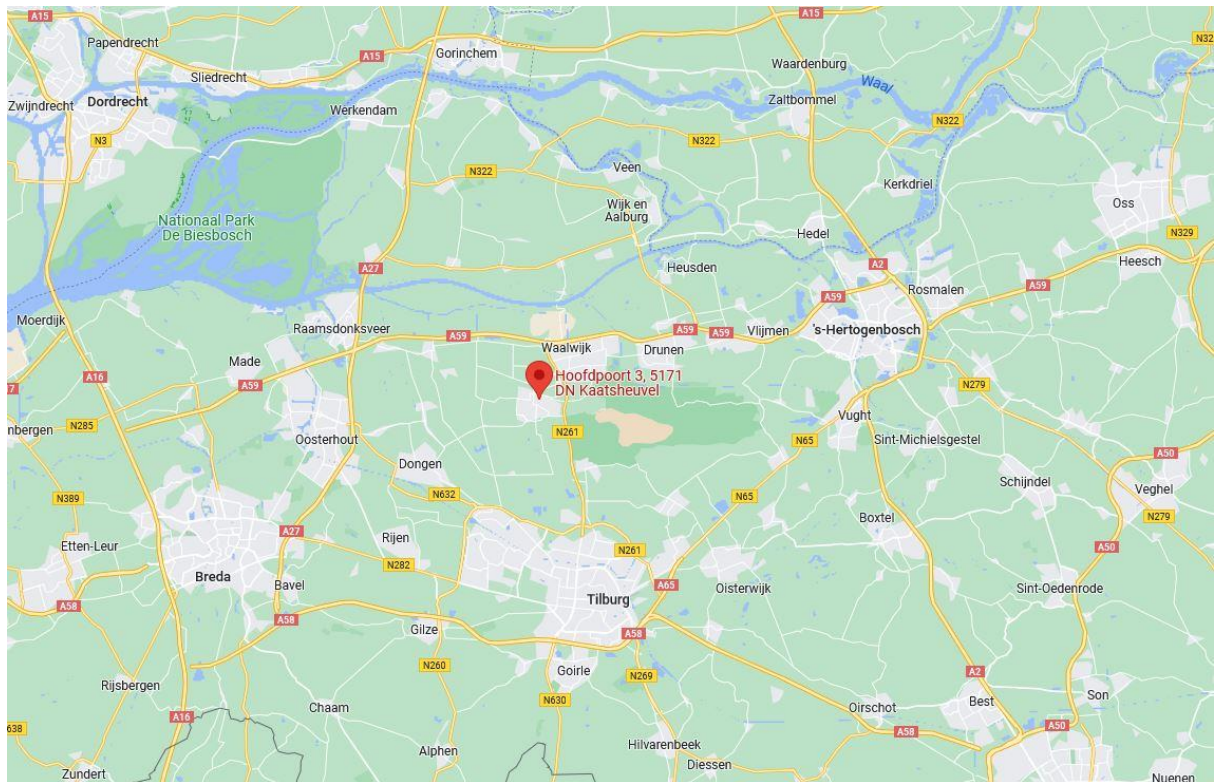 A15
Papendrecht
A15
Gorinchem
A15
Waardenburg
N32
Sliedrecht
Zwijndrecht
Dordrecht
Werkendam
Zaltbommel
Waal
N3
N322
N322
N322
Veen
Kerkdriel
Wijk en
Aalburg
Oss
Nationaal Park
De Biesbosch
Hedel
N329
A27
Heusden
A2
Heesch
Rosmalen
A59
A59
Moerdijk
Raamsdonksveer
A59
A59
A59
Vlijmen
's-Hertogenbosch
Made
Waalwijk
Drunen
A16
Hoofdpoort 3, 5171
DN Kaatsheuvel
A59
N279
N285
nbergen
Oosterhout
N261
N65
Vught
Sint-Michielsgestel
A50
Dongen
Schijndel
Veghel
N389
N632
N65
N279
Boxtel
A27
Etten-Leur
Rijen
N261
A50
N282
Breda
Bavel
A65
Oisterwijk
Sint-Oedenrode
A58
Tilburg
A58
Gilze
A58
N260
Goirle
N269
A2
Rijsbergen
N630
Son
Chaam
Oirschot
Best
A16
A50
638
A58
Alphen
Hilvarenbeek
Diessen
Zundert
Nuenen